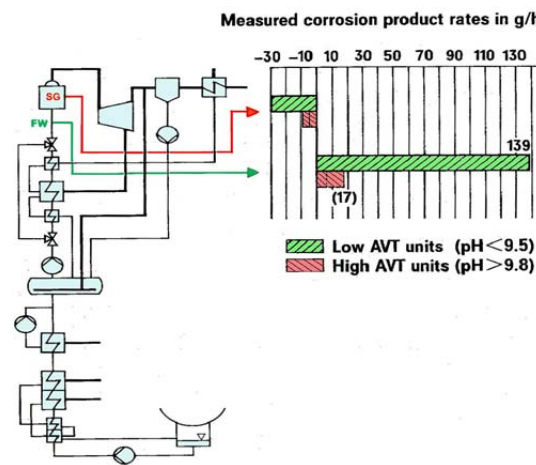 Measured corrosion product rates in g/h
-30 -10 0 10 30 50 70 90 110 130
SG
FW
139
(17)
Low AVT units (pH<9.5)
High AVT units (pH>9.8)